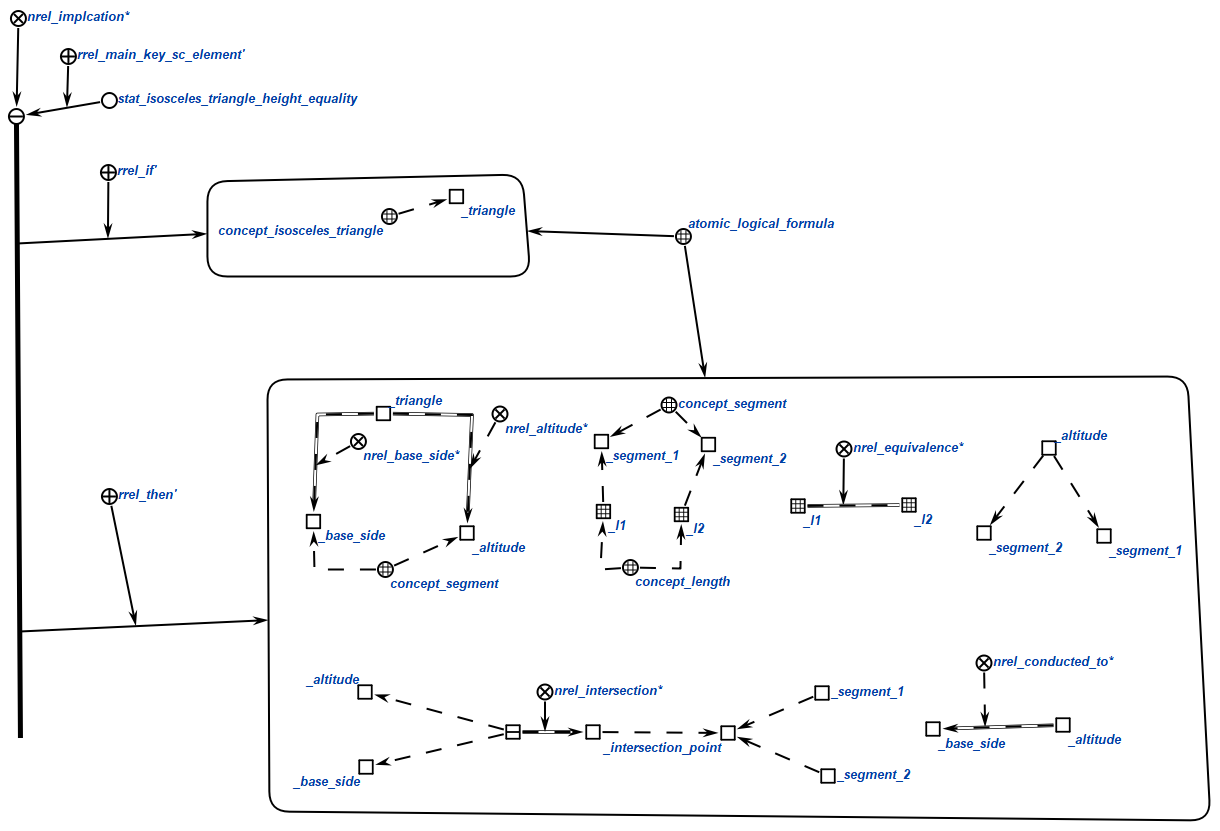 nrel_implcation*
rrel_main_key_sc_element'
stat_isosceles_triangle_height_equality
rrel_if'
_triangle
concept_isosceles_triangle
atomic_logical_formula
_triangle
concept_segment
nrel_altitude*
nrel_base_side*
_segment_1
_segment_2
nrel_equivalence*
_altitude
_l1
_l2
_l1
_l2
rrel_then'
_base_side
_altitude
_segment_2
_segment_1
concept_segment
concept_length
_altitude
nrel_intersection*
_segment_1
nrel_conducted_to*
_intersection_point
_base_side
_altitude
_base_side
_segment_2